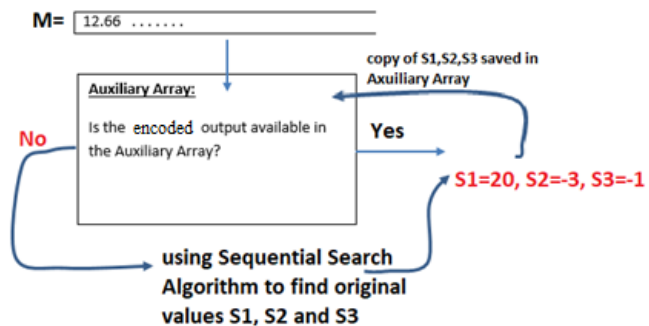 M= 12.66 .......
copy of S1,S2,S3 saved in
Axuiliary Array
Auxiliary Array:
Is the encoded output available in
the Auxiliary Array?
No
Yes
S1=20, S2=-3, S3=-1
using Sequential Search
Algorithm to find original
values S1, S2 and S3